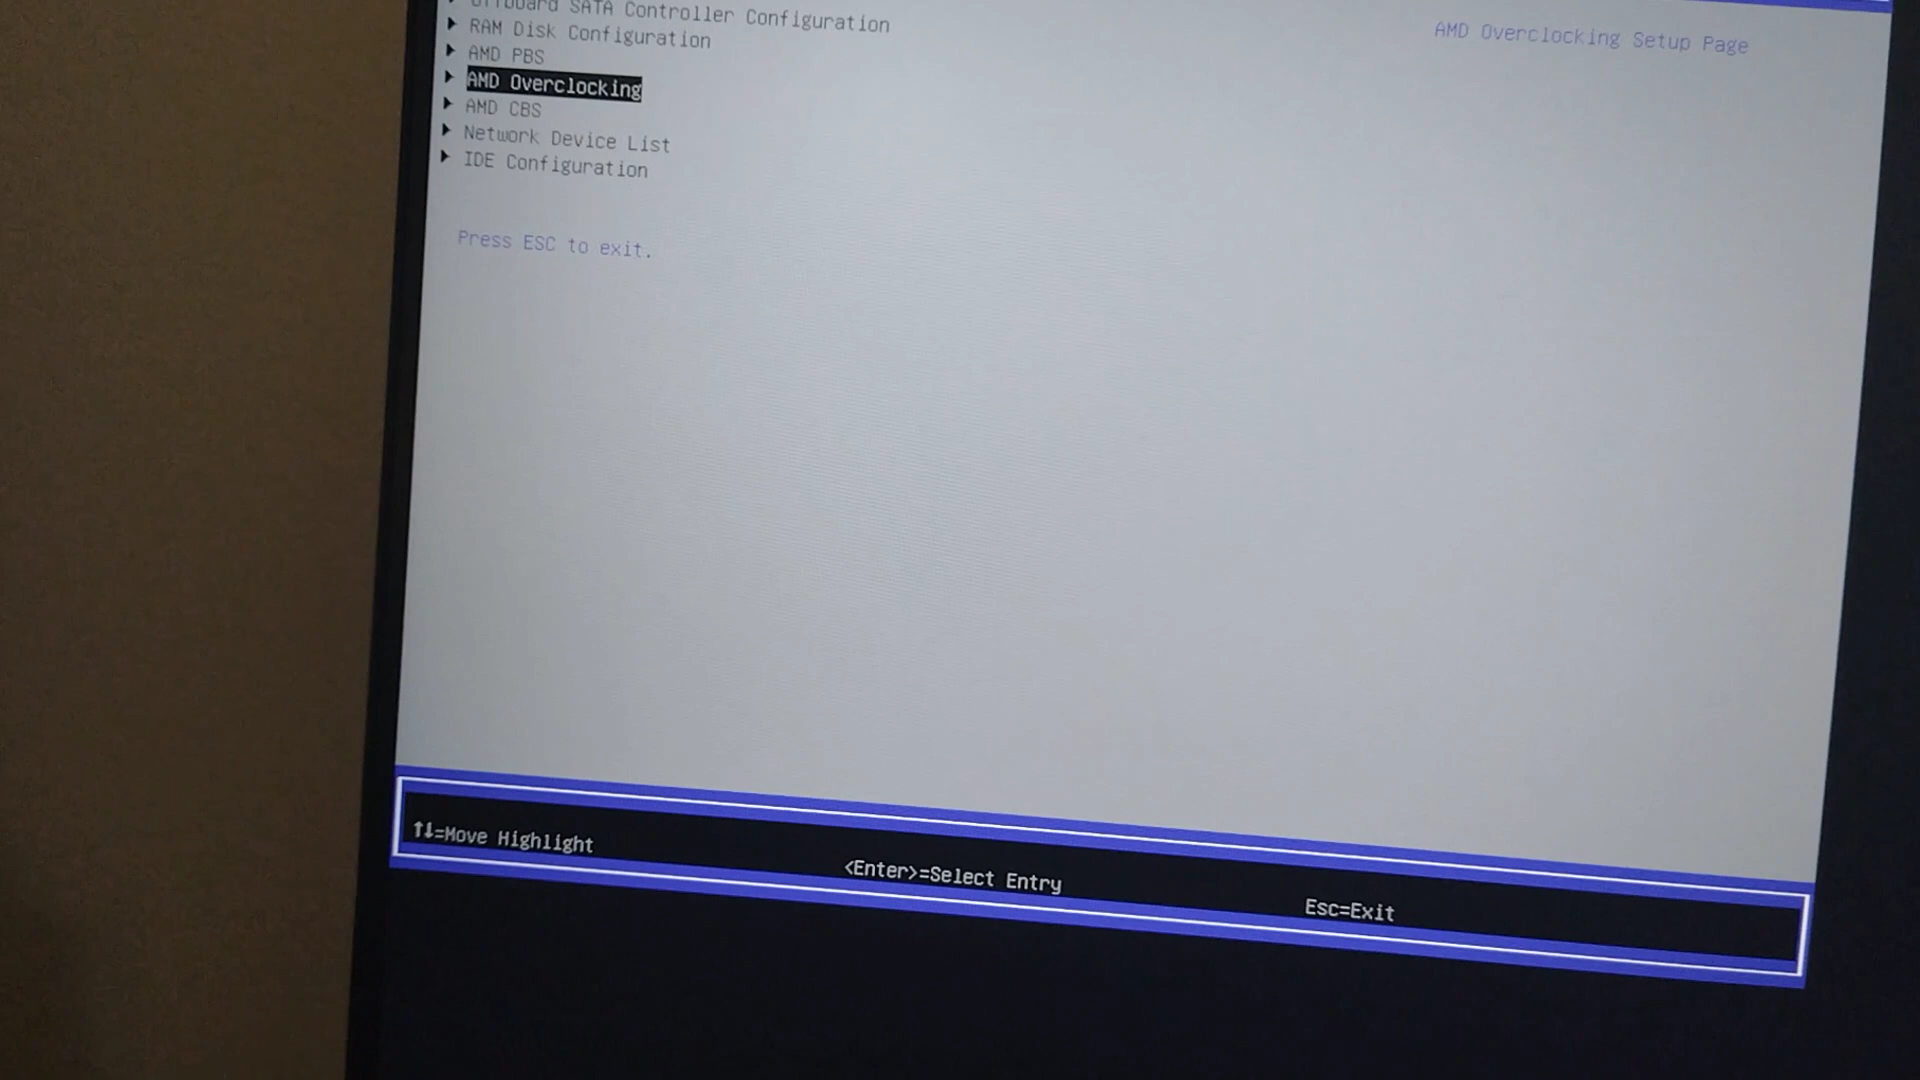 SATA Controller Configuration
RAM Disk Configuration
AMD PBS
AMD Overclocking
AMD CBS
Network Device List
IDE Configuration
Press ESC to exit.
AMD Overclocking Setup Page
↑↓=Move Highlight
<Enter>=Select Entry
Esc=Exit